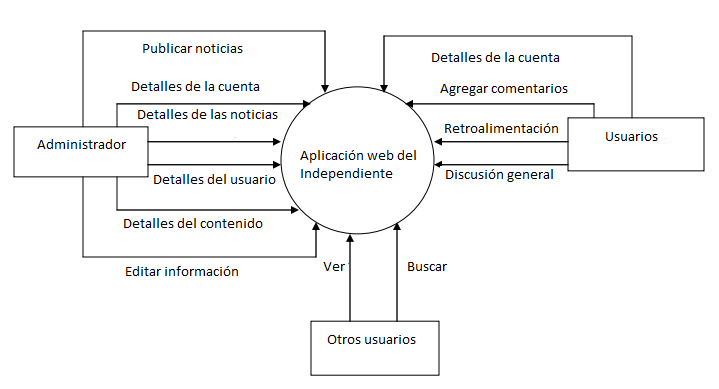 Publicar noticias
Detalles de la cuenta
Detalles de la cuenta
Agregar comentarios
Detalles de las noticias
Retroalimentación
Administrador
Usuarios
Aplicación web del
Independiente
Detalles del usuario
Discusión general
Detalles del contenido
Editar información
Ver
Buscar
Otros usuarios